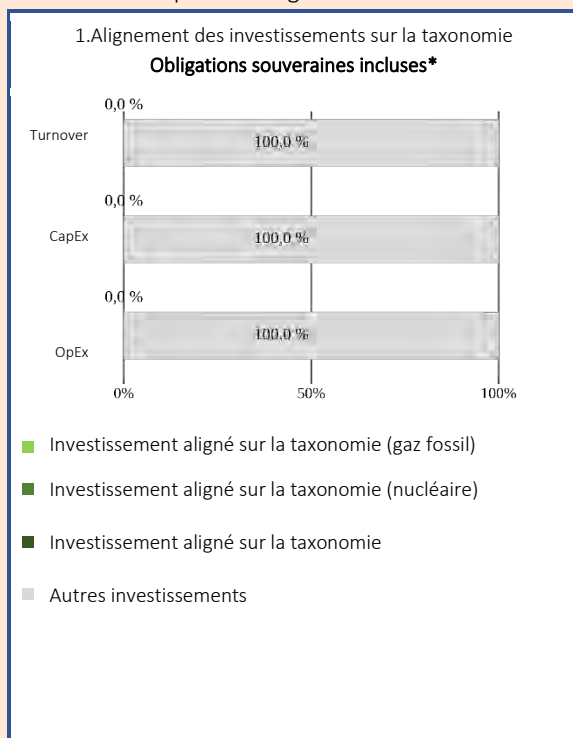 1.Alignement des investissements sur la taxonomie
Obligations souveraines incluses*
0,0 %
Turnover
100,0 %
0,0 %
CapEx
100,0 %
0,0 %
OpEx
100,0 %
0% 50% 100%
Investissement aligné sur la taxonomie (gaz fossil)
Investissement aligné sur la taxonomie (nucléaire)
Investissement aligné sur la taxonomie
Autres investissements